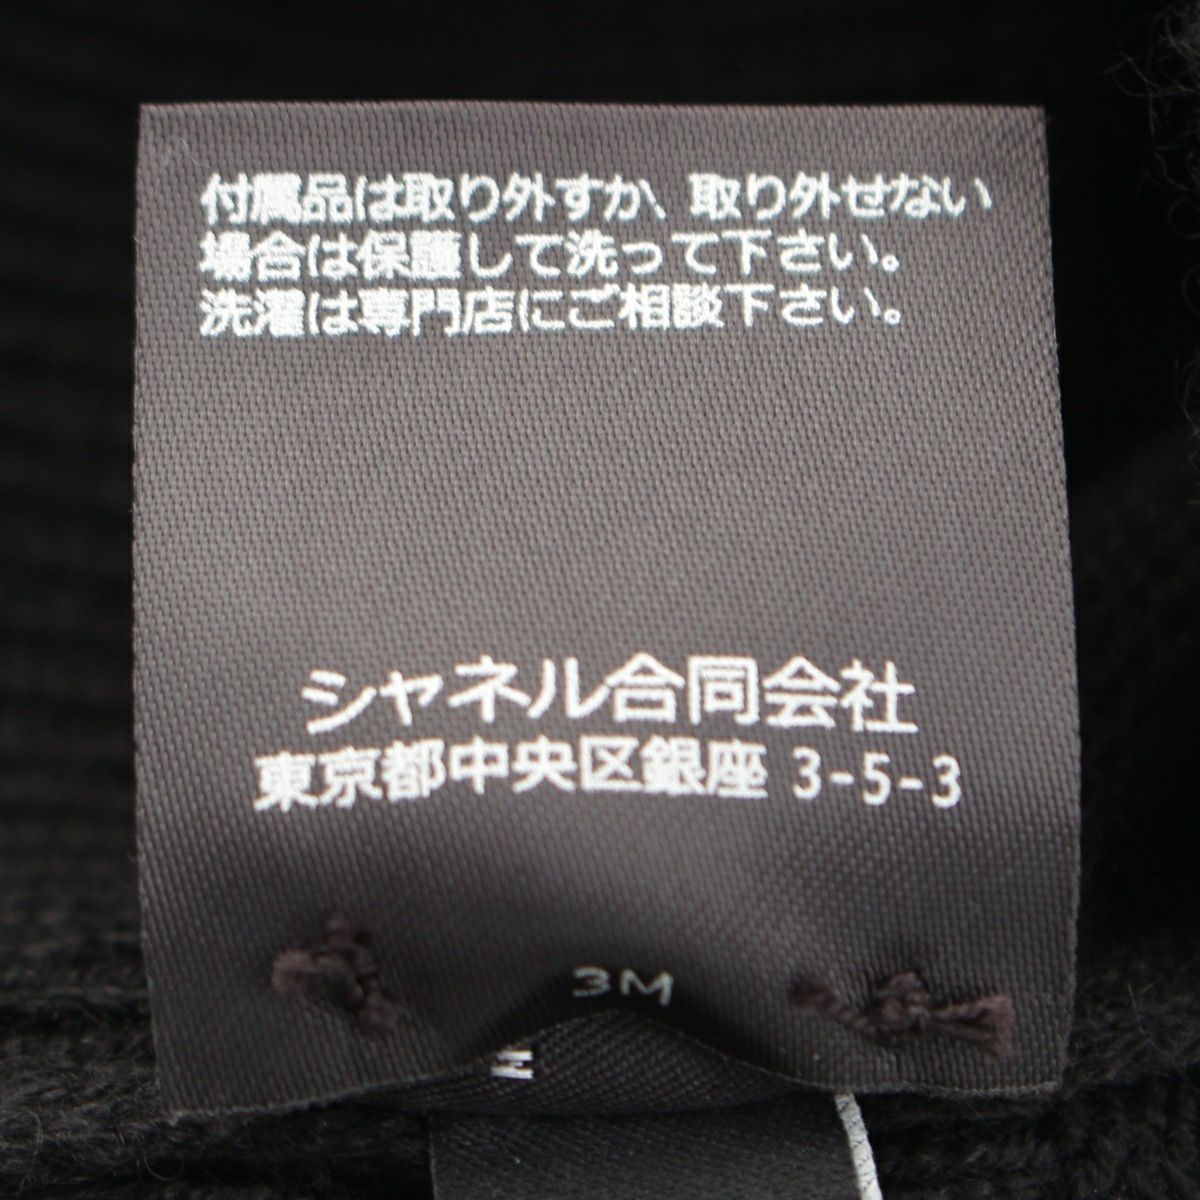 付属品は取り外すか、取り外せない
場合は保護して洗って下さい。
洗濯は専門店にご相談下さい。
シャネル合同会社
東京都中央区銀座 3-5-3
3M